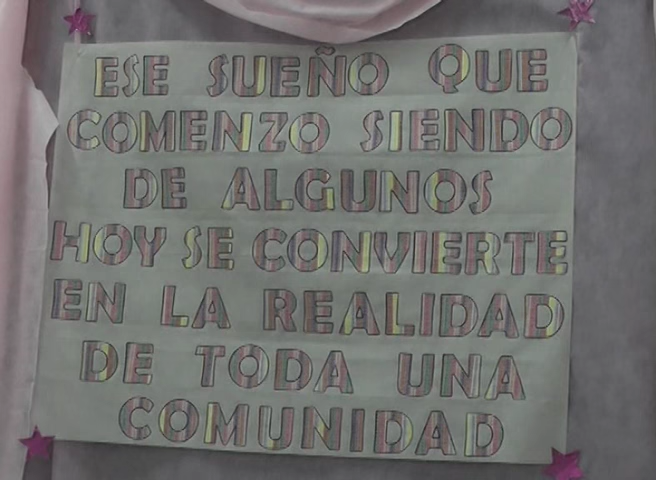 ESE SUEÑO QUE
COMENZO SIENDO
DE ALGUNOS
HOY SE CONVIERTE
EN LA REALIDAD
DE TODA UNA
COMUNIDAD